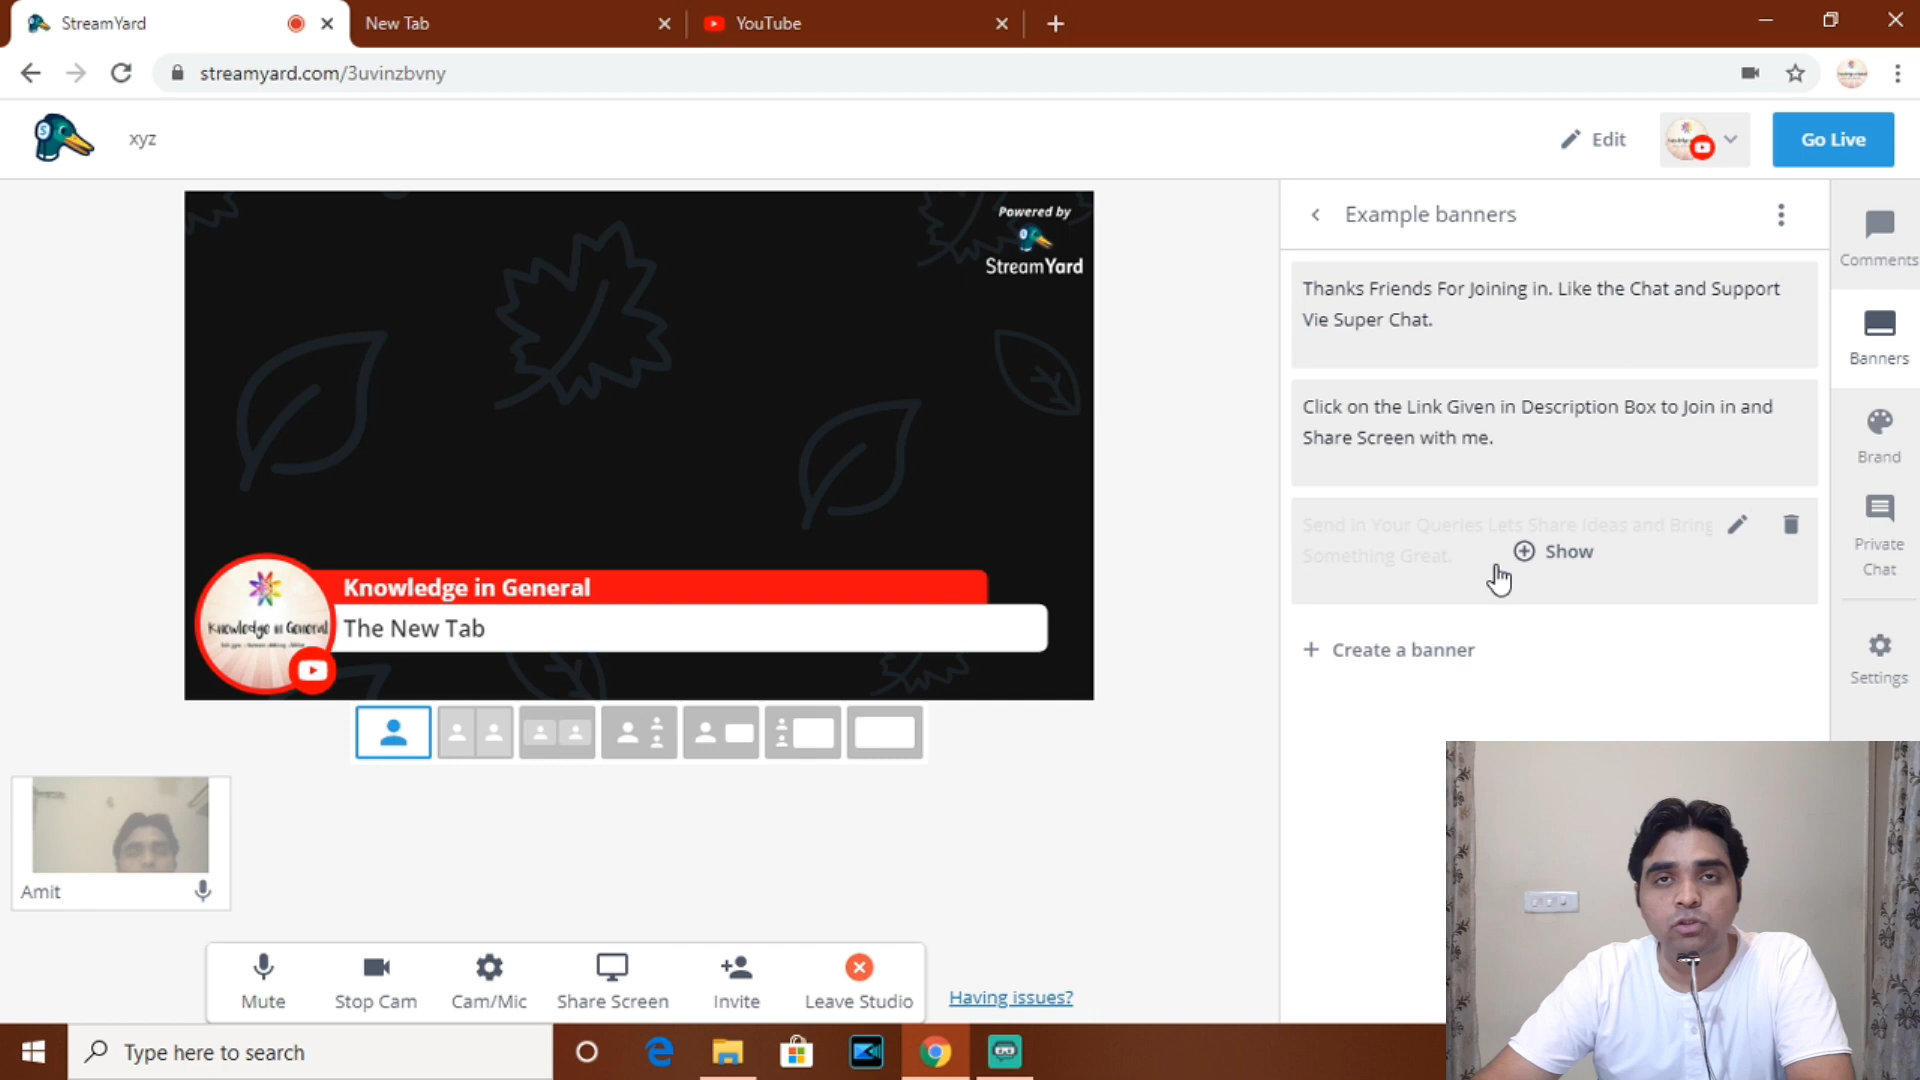 StreamYard
New Tab
YouTube
streamyard.com/3uvinzbvny
xyz
Edit
Go Live
Powered by
StreamYard
Knowledge in General
Knowledge in General
The New Tab
Example banners
Thanks Friends For Joining in. Like the Chat and Support
Vie Super Chat.
Click on the Link Given in Description Box to Join in and
Share Screen with me.
Send in Your Queries Lets Share Ideas and Bring
Something Great.
Show
Create a banner
Comments
Banners
Brand
Private
Chat
Settings
Amit
Mute
Stop Cam
Cam/Mic
Share Screen
Invite
Leave Studio
Having issues?
Type here to search